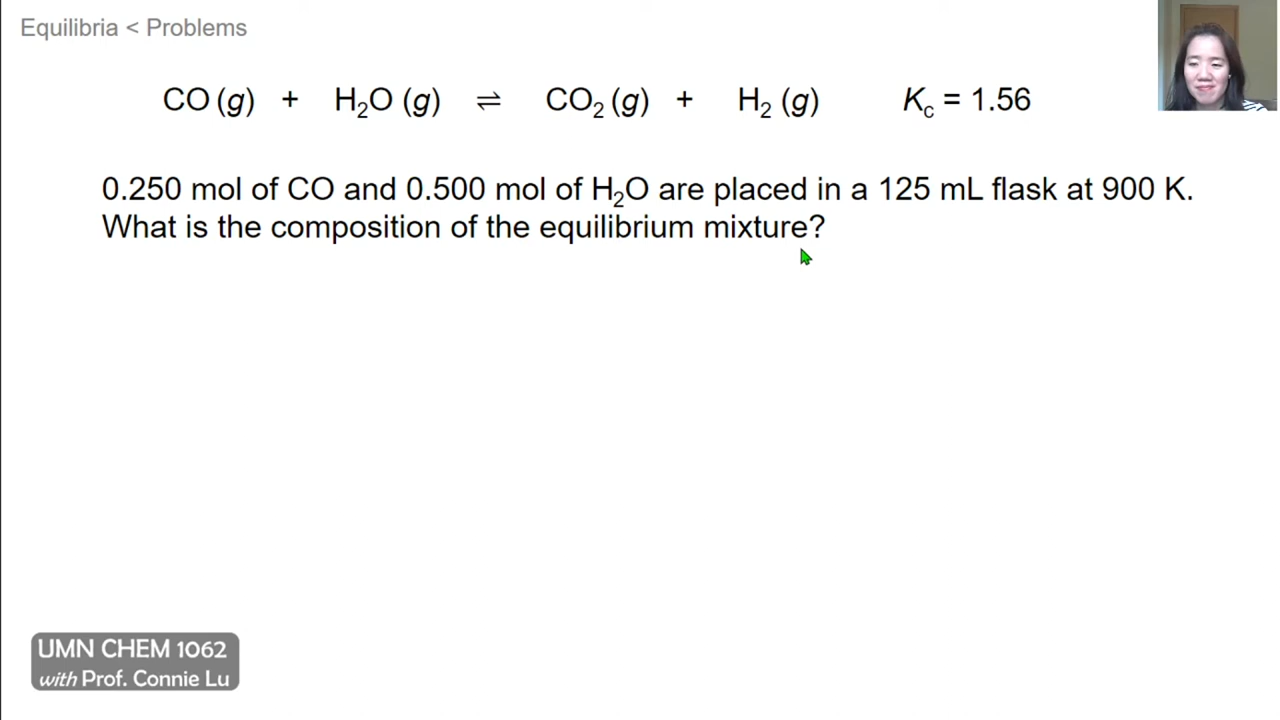 Equilibria < Problems
CO (g) + H₂O (g) ⇌ CO₂ (g) + H₂ (g) K꜀ = 1.56
0.250 mol of CO and 0.500 mol of H₂O are placed in a 125 mL flask at 900 K.
What is the composition of the equilibrium mixture?
UMN CHEM 1062
with Prof. Connie Lu